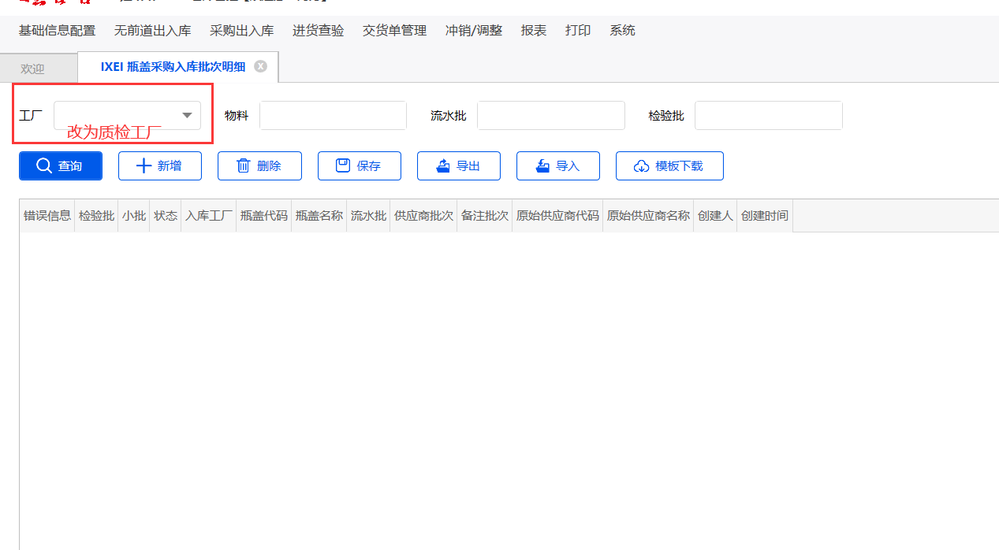 基础信息配置 无前道出入库 采购出入库 进货查验 交货单管理 冲销/调整 报表 打印 系统
欢迎 IXEI 瓶盖采购入库批次明细
工厂 物料 流水批 检验批
改为质检工厂
查询 新增 删除 保存 导出 导入 模板下载
错误信息 检验批 小批 状态 入库工厂 瓶盖代码 瓶盖名称 流水批 供应商批次 备注批次 原始供应商代码 原始供应商名称 创建人 创建时间